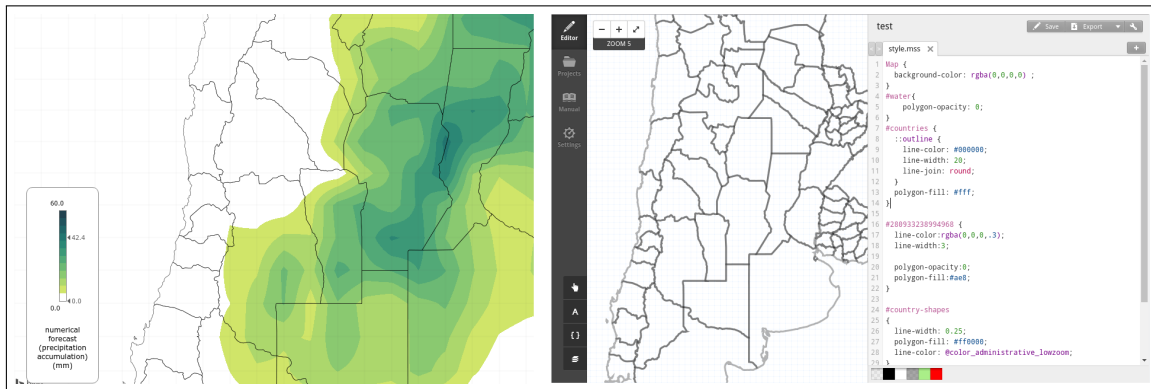 60.0
42.4
0.0
0.0
numerical
forecast
(precipitation
accumulation)
(mm)
Editor
Projects
Manual
Settings
A
{ }
− + ⤢
ZOOM 5
test
Save Export
style.mss ×
+
1 Map {
2 background-color: rgba(0,0,0,0) ;
3 }
4 #water{
5 polygon-opacity: 0;
6 }
7 #countries {
8 ::outline {
9 line-color: #000000;
10 line-width: 20;
11 line-join: round;
12 }
13 polygon-fill: #fff;
14 }
15
16 #288933238994968 {
17 line-color:rgba(0,0,0,.3);
18 line-width:3;
19
20 polygon-opacity:0;
21 polygon-fill:#ae8;
22 }
23
24 #country-shapes
25 {
26 line-width: 0.25;
27 polygon-fill: #ff0000;
28 line-color: @color_administrative_lowzoom;
29 }